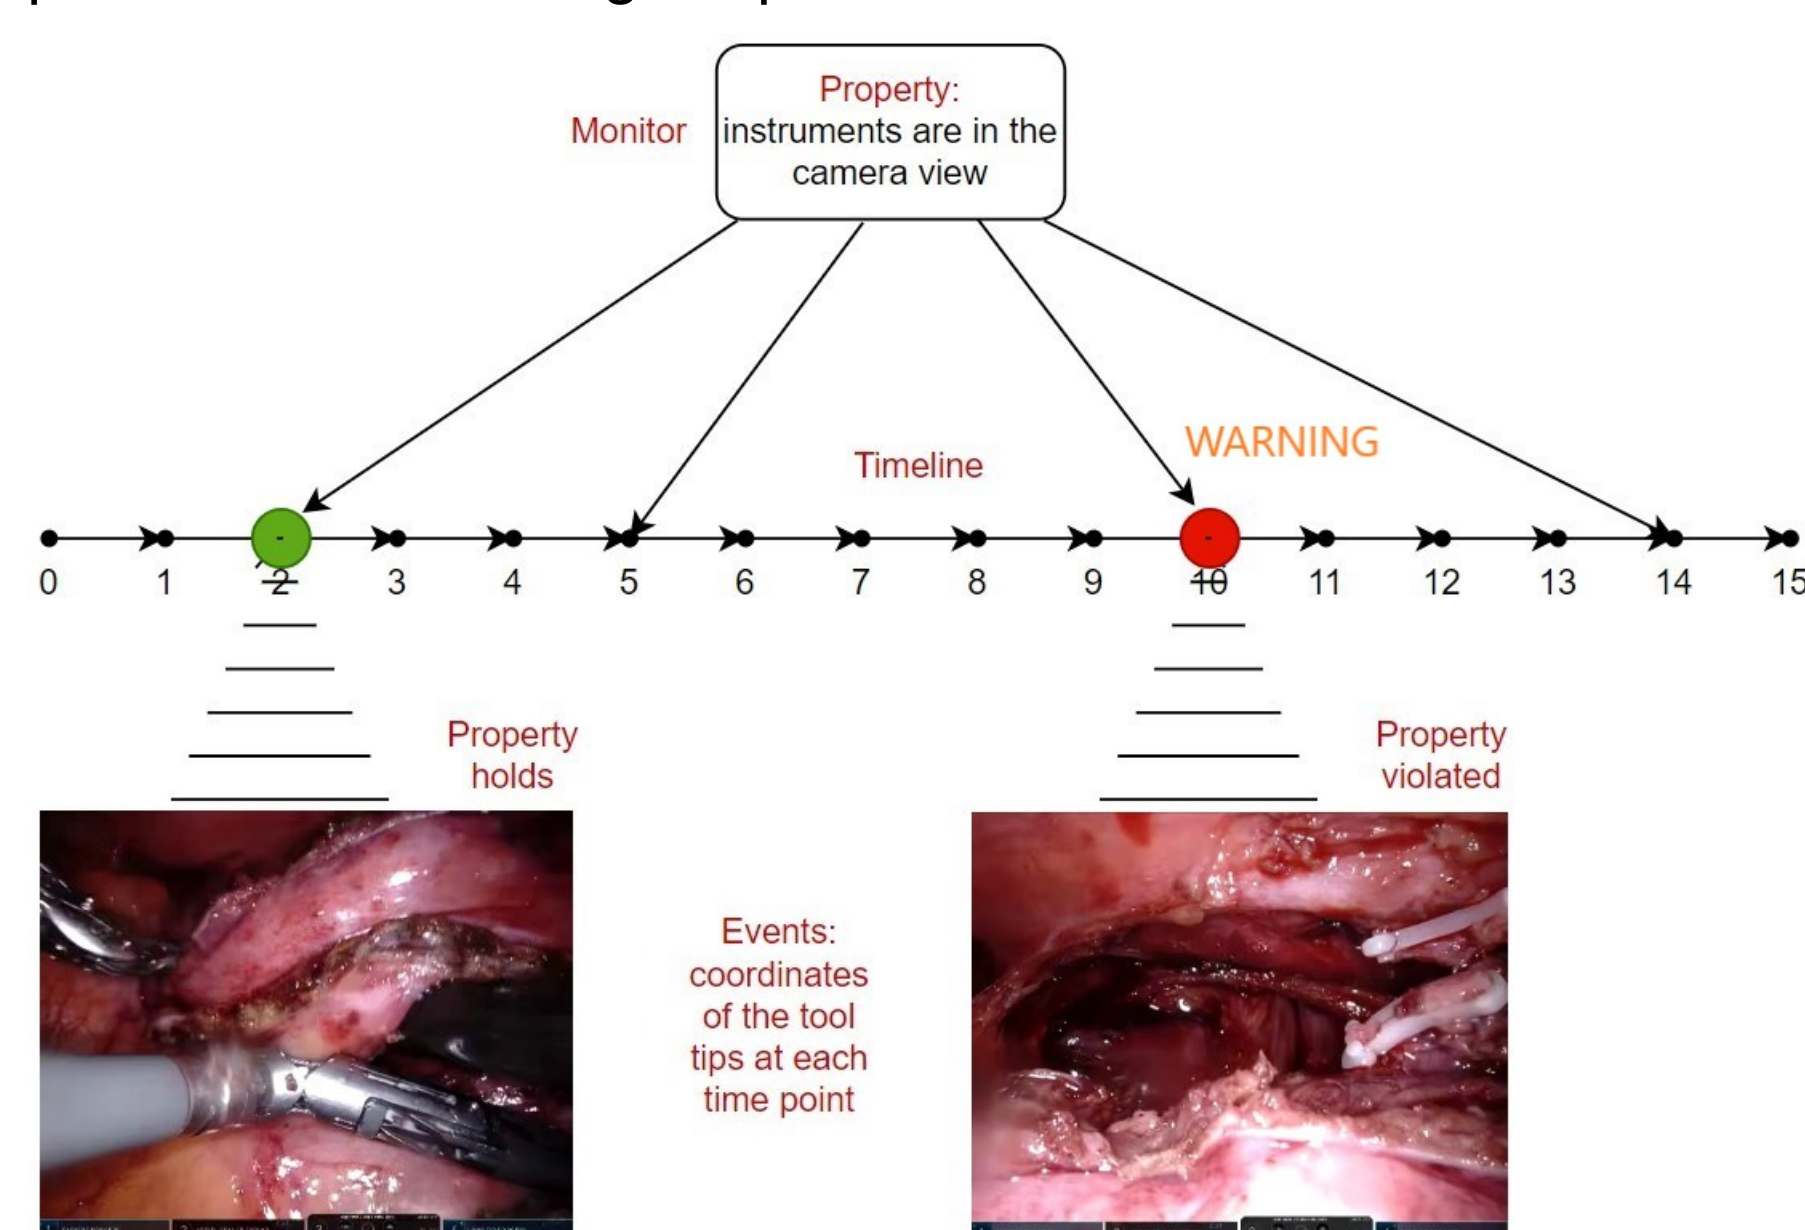 Property:
Monitor
instruments are in the
camera view
WARNING
Timeline
0 1 2 3 4 5 6 7 8 9 10 11 12 13 14 15
Property
holds
Property
violated
Events:
coordinates
of the tool
tips at each
time point